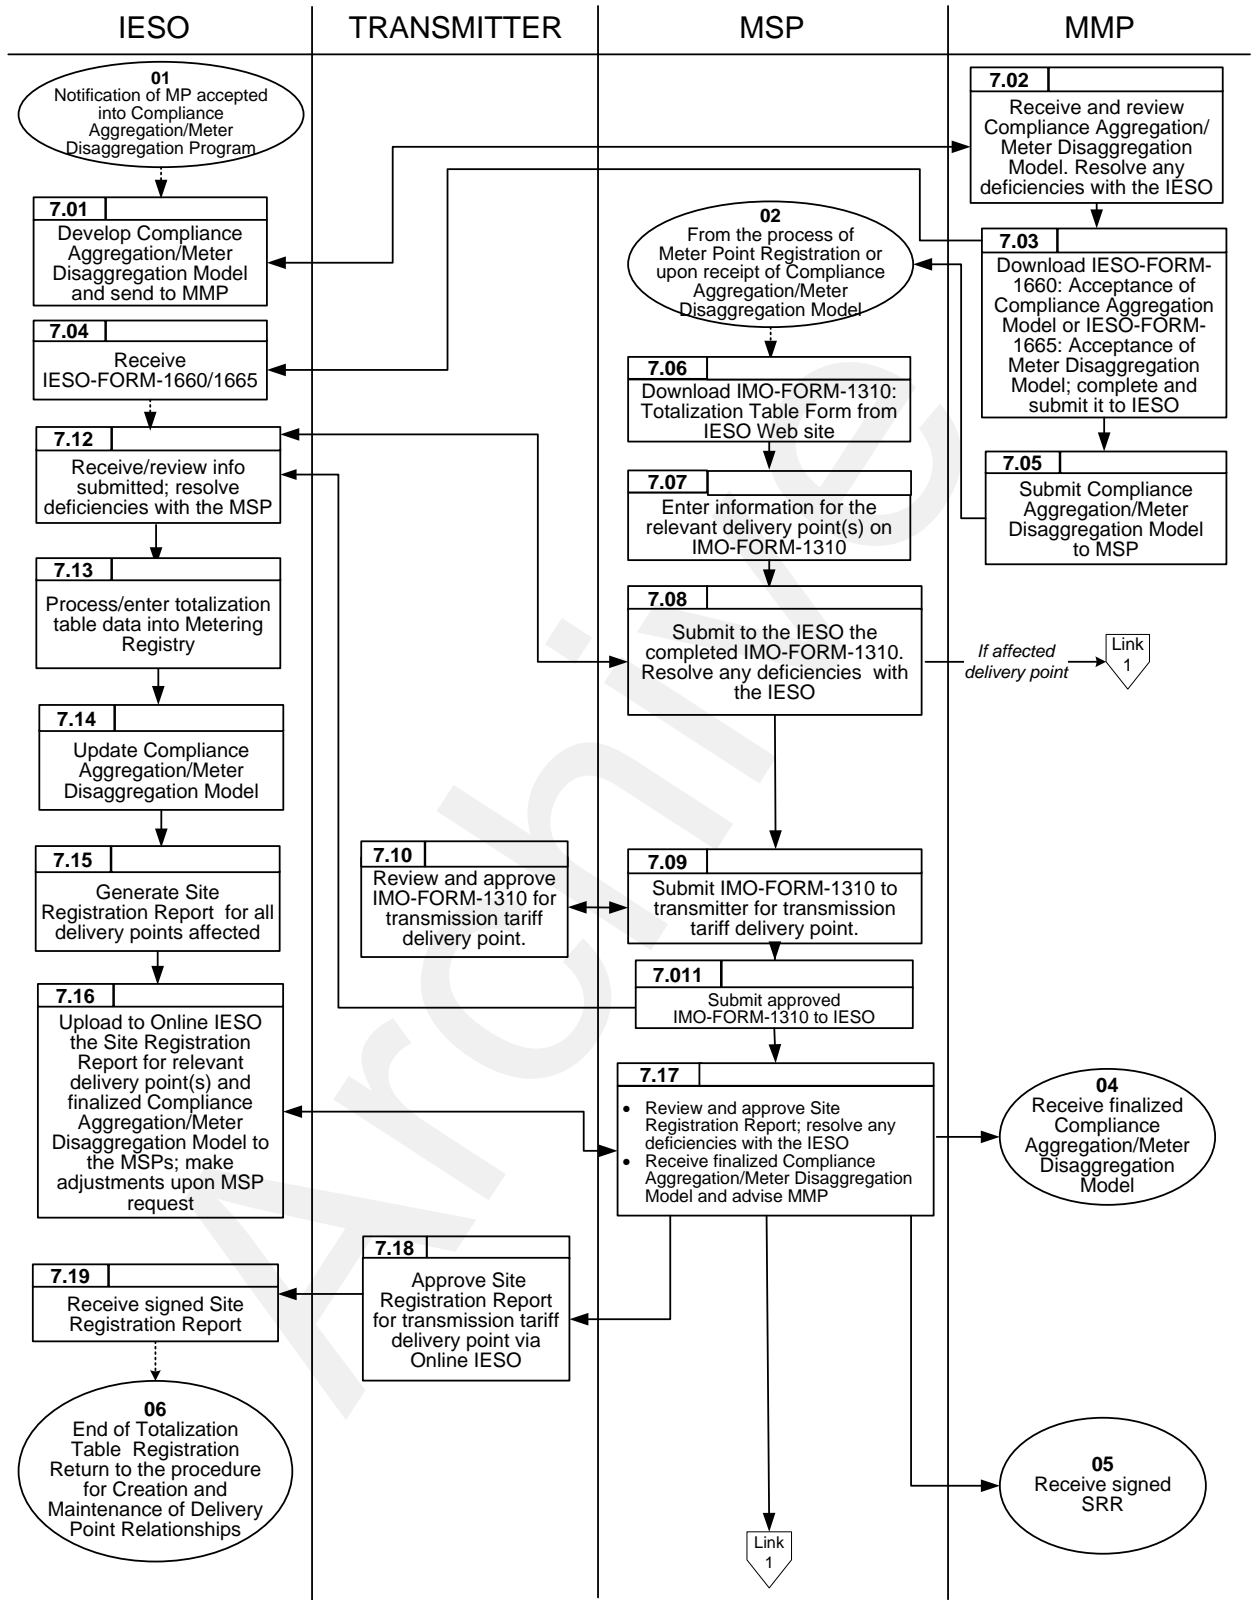 IESO
TRANSMITTER
MSP
MMP
01
Notification of MP accepted
into Compliance
Aggregation/Meter
Disaggregation Program
7.01
Develop Compliance
Aggregation/Meter
Disaggregation Model
and send to MMP
7.04
Receive
IESO-FORM-1660/1665
7.12
Receive/review info
submitted; resolve
deficiencies with the MSP
7.13
Process/enter totalization
table data into Metering
Registry
7.14
Update Compliance
Aggregation/Meter
Disaggregation Model
7.15
Generate Site
Registration Report for all
delivery points affected
7.16
Upload to Online IESO
the Site Registration
Report for relevant
delivery point(s) and
finalized Compliance
Aggregation/Meter
Disaggregation Model to
the MSPs; make
adjustments upon MSP
request
7.19
Receive signed Site
Registration Report
06
End of Totalization
Table Registration
Return to the procedure
for Creation and
Maintenance of Delivery
Point Relationships
7.10
Review and approve
IMO-FORM-1310 for
transmission tariff
delivery point.
7.18
Approve Site
Registration Report
for transmission tariff
delivery point via
Online IESO
02
From the process of
Meter Point Registration or
upon receipt of Compliance
Aggregation/Meter
Disaggregation Model
7.06
Download IMO-FORM-1310:
Totalization Table Form from
IESO Web site
7.07
Enter information for the
relevant delivery point(s) on
IMO-FORM-1310
7.08
Submit to the IESO the
completed IMO-FORM-1310.
Resolve any deficiencies with
the IESO
7.09
Submit IMO-FORM-1310 to
transmitter for transmission
tariff delivery point.
7.011
Submit approved
IMO-FORM-1310 to IESO
7.17
• Review and approve Site
Registration Report; resolve any
deficiencies with the IESO
• Receive finalized Compliance
Aggregation/Meter Disaggregation
Model and advise MMP
Link
1
7.02
Receive and review
Compliance Aggregation/
Meter Disaggregation
Model. Resolve any
deficiencies with the IESO
7.03
Download IESO-FORM-
1660: Acceptance of
Compliance Aggregation
Model or IESO-FORM-
1665: Acceptance of
Meter Disaggregation
Model; complete and
submit it to IESO
7.05
Submit Compliance
Aggregation/Meter
Disaggregation Model
to MSP
If affected
delivery point
Link
1
04
Receive finalized
Compliance
Aggregation/Meter
Disaggregation
Model
05
Receive signed
SRR
Archive